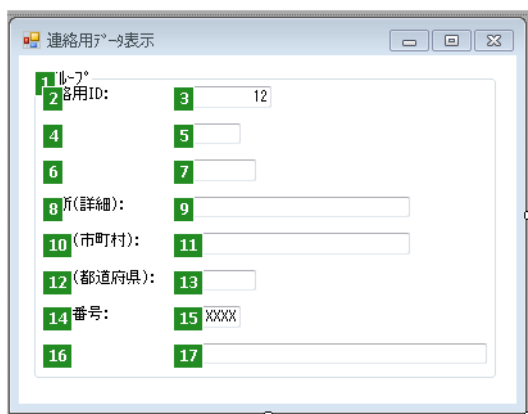 連絡用ﾃﾞｰﾀ表示
1 ﾙｰﾌﾟ
2 絡用ID: 3 12
4 5
6 7
8 所(詳細): 9
10 (市町村): 11
12 (都道府県): 13
14 番号: 15 XXXX
16 17